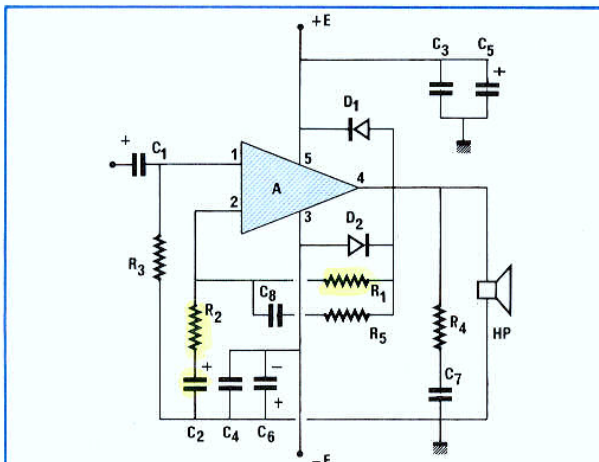 +E
C3 C5
+
D1
+ C1
1 5
4
A
2
3
D2
R3
C8
R1
R2
R5
R4
HP
+
−
+
C7
C2 C4 C6
−E